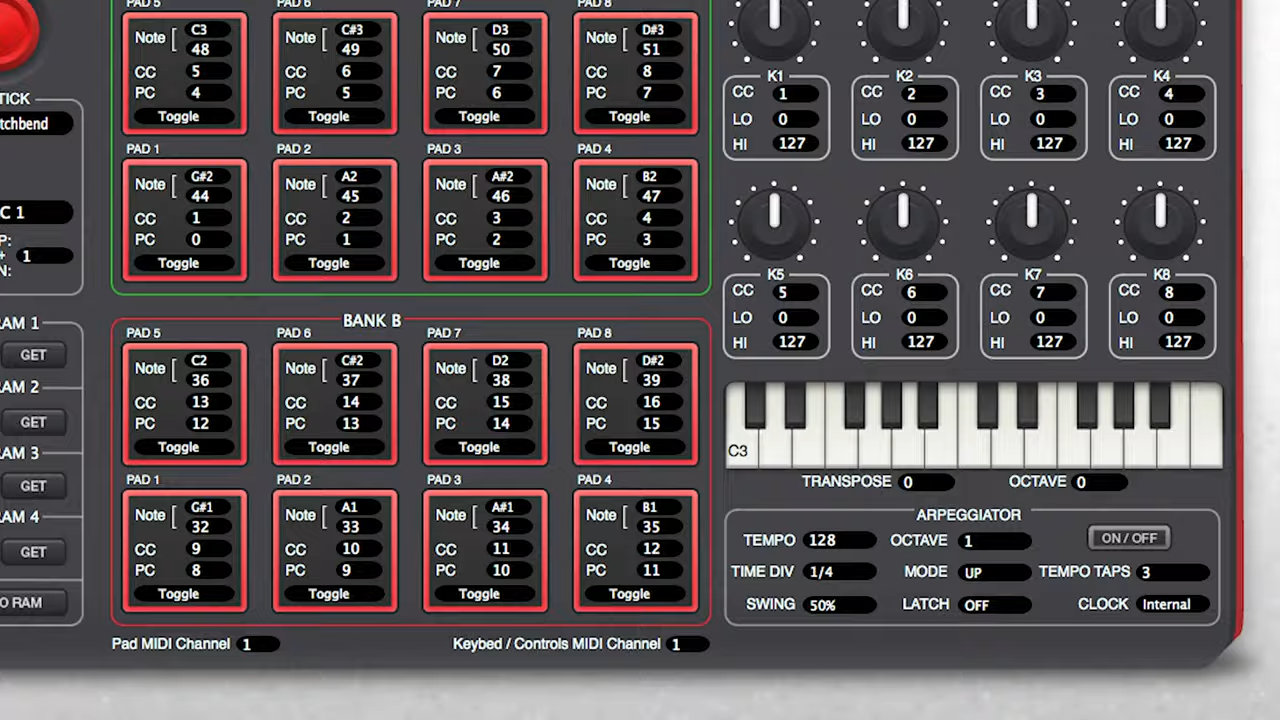 PAD 5 PAD 6 PAD 7 PAD 8
Note [ C3 48 Note [ C#3 49 Note [ D3 50 Note [ D#3 51
CC 5 CC 6 CC 7 CC 8
PC 4 PC 5 PC 6 PC 7
Toggle Toggle Toggle Toggle
PAD 1 PAD 2 PAD 3 PAD 4
Note [ G#2 44 Note [ A2 45 Note [ A#2 46 Note [ B2 47
CC 1 CC 2 CC 3 CC 4
PC 0 PC 1 PC 2 PC 3
Toggle Toggle Toggle Toggle
BANK B
PAD 5 PAD 6 PAD 7 PAD 8
Note [ C2 36 Note [ C#2 37 Note [ D2 38 Note [ D#2 39
CC 13 CC 14 CC 15 CC 16
PC 12 PC 13 PC 14 PC 15
Toggle Toggle Toggle Toggle
PAD 1 PAD 2 PAD 3 PAD 4
Note [ G#1 32 Note [ A1 33 Note [ A#1 34 Note [ B1 35
CC 9 CC 10 CC 11 CC 12
PC 8 PC 9 PC 10 PC 11
Toggle Toggle Toggle Toggle
Pad MIDI Channel 1 Keybed / Controls MIDI Channel 1
TICK
tchbend
C 1
P:
+ 1
N:
AM 1
GET
AM 2
GET
AM 3
GET
AM 4
GET
O RAM
K1 K2 K3 K4
CC 1 CC 2 CC 3 CC 4
LO 0 LO 0 LO 0 LO 0
HI 127 HI 127 HI 127 HI 127
K5 K6 K7 K8
CC 5 CC 6 CC 7 CC 8
LO 0 LO 0 LO 0 LO 0
HI 127 HI 127 HI 127 HI 127
C3
TRANSPOSE 0 OCTAVE 0
ARPEGGIATOR
TEMPO 128 OCTAVE 1 ON / OFF
TIME DIV 1/4 MODE UP TEMPO TAPS 3
SWING 50% LATCH OFF CLOCK Internal